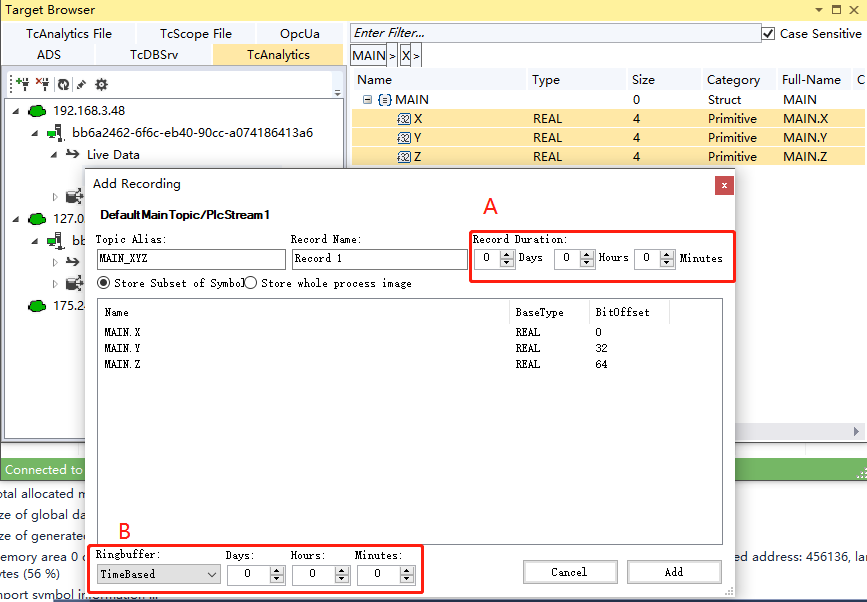 Target Browser
TcAnalytics File TcScope File OpcUa
ADS TcDBSrv TcAnalytics
Enter Filter... Case Sensitive
MAIN > X >
Name Type Size Category Full-Name C
MAIN 0 Struct MAIN
X REAL 4 Primitive MAIN.X
Y REAL 4 Primitive MAIN.Y
Z REAL 4 Primitive MAIN.Z
192.168.3.48
bb6a2462-6f6c-eb40-90cc-a074186413a6
Live Data
127.0
bb
175.2
Add Recording x
DefaultMainTopic/PlcStream1
A
Topic Alias: Record Name: Record Duration:
MAIN_XYZ Record 1 0 Days 0 Hours 0 Minutes
Store Subset of Symbol Store whole process image
Name BaseType BitOffset
MAIN.X REAL 0
MAIN.Y REAL 32
MAIN.Z REAL 64
B
Ringbuffer: Days: Hours: Minutes:
TimeBased 0 0 0 Cancel Add
Connected to
otal allocated m
ze of global da
ze of generate
emory area 0 ed address: 456136, la
ytes (56 %)
mport symbol information ...